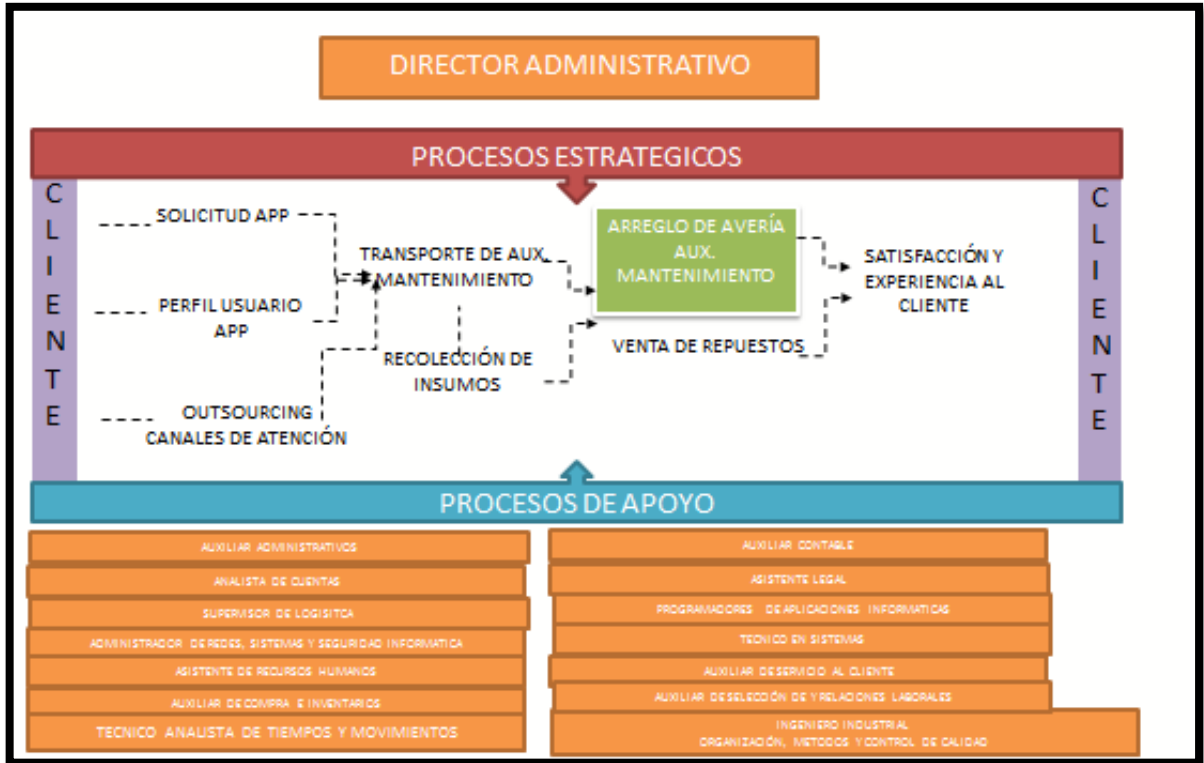 DIRECTOR ADMINISTRATIVO
PROCESOS ESTRATEGICOS
CLIENTE
SOLICITUD APP
PERFIL USUARIO
APP
OUTSOURCING
CANALES DE ATENCIÓN
TRANSPORTE DE AUX.
MANTENIMIENTO
RECOLECCIÓN DE
INSUMOS
ARREGLO DE AVERÍA
AUX.
MANTENIMIENTO
VENTA DE REPUESTOS
SATISFACCIÓN Y
EXPERIENCIA AL
CLIENTE
CLIENTE
PROCESOS DE APOYO
AUXILIAR ADMINISTRATIVOS
ANALISTA DE CUENTAS
SUPERVISOR DE LOGISITCA
ADMINISTRADOR DE REDES, SISTEMAS Y SEGURIDAD INFORMATICA
ASISTENTE DE RECURSOS HUMANOS
AUXILIAR DE COMPRA E INVENTARIOS
TECNICO ANALISTA DE TIEMPOS Y MOVIMIENTOS
AUXILIAR CONTABLE
ASISTENTE LEGAL
PROGRAMADORES DE APLICACIONES INFORMATICAS
TECNICO EN SISTEMAS
AUXILIAR DE SERVICIO AL CLIENTE
AUXILIAR DE SELECCIÓN DE Y RELACIONES LABORALES
INGENIERO INDUSTRIAL
ORGANIZACIÓN, METODOS Y CONTROL DE CALIDAD